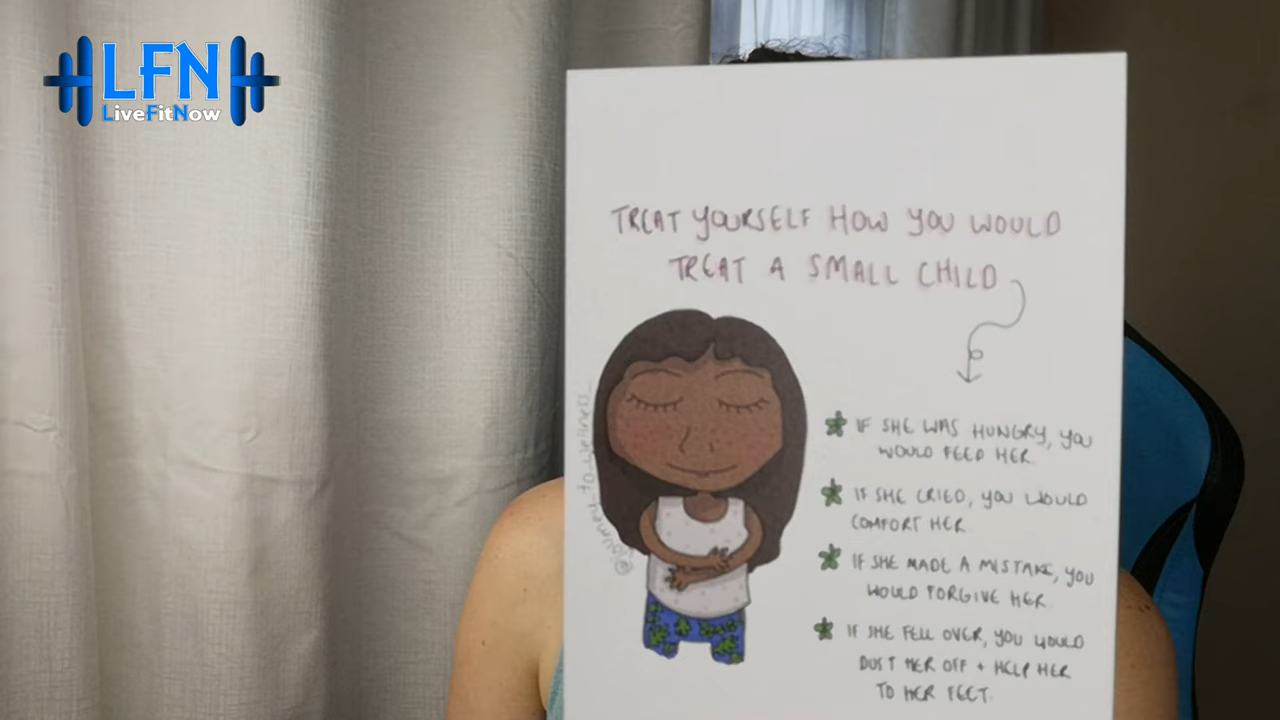 LFN
LiveFitNow
TREAT YOURSELF HOW YOU WOULD
TREAT A SMALL CHILD
IF SHE WAS HUNGRY, YOU
WOULD FEED HER.
IF SHE CRIED, YOU WOULD
COMFORT HER.
IF SHE MADE A MISTAKE, YOU
WOULD FORGIVE HER.
IF SHE FELL OVER, YOU WOULD
DUST HER OFF + HELP HER
TO HER FEET.
@journey_to_wellness_